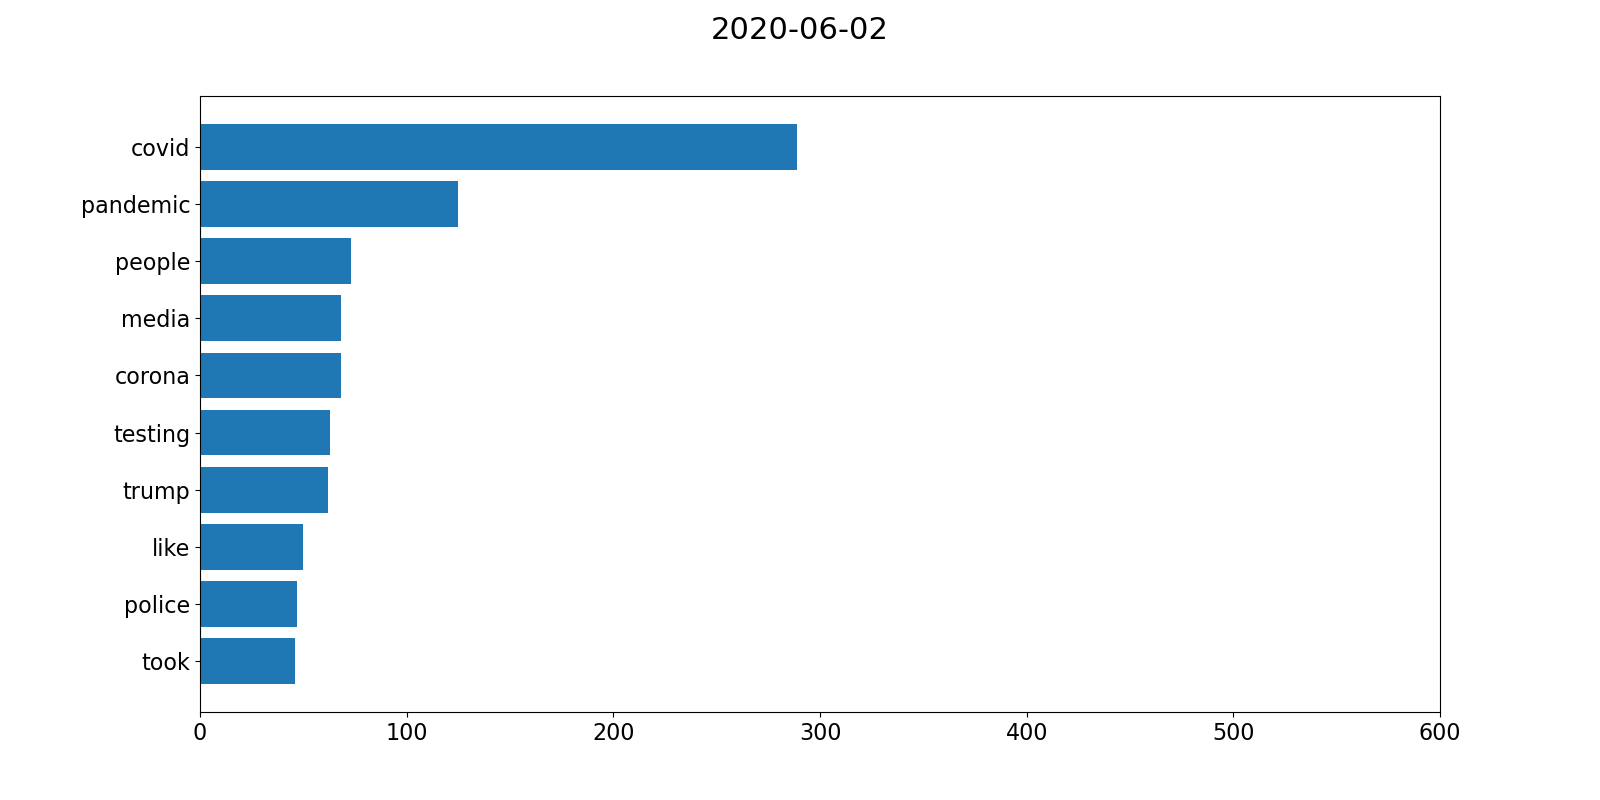 2020-06-02
covid
pandemic
people
media
corona
testing
trump
like
police
took
0 100 200 300 400 500 600